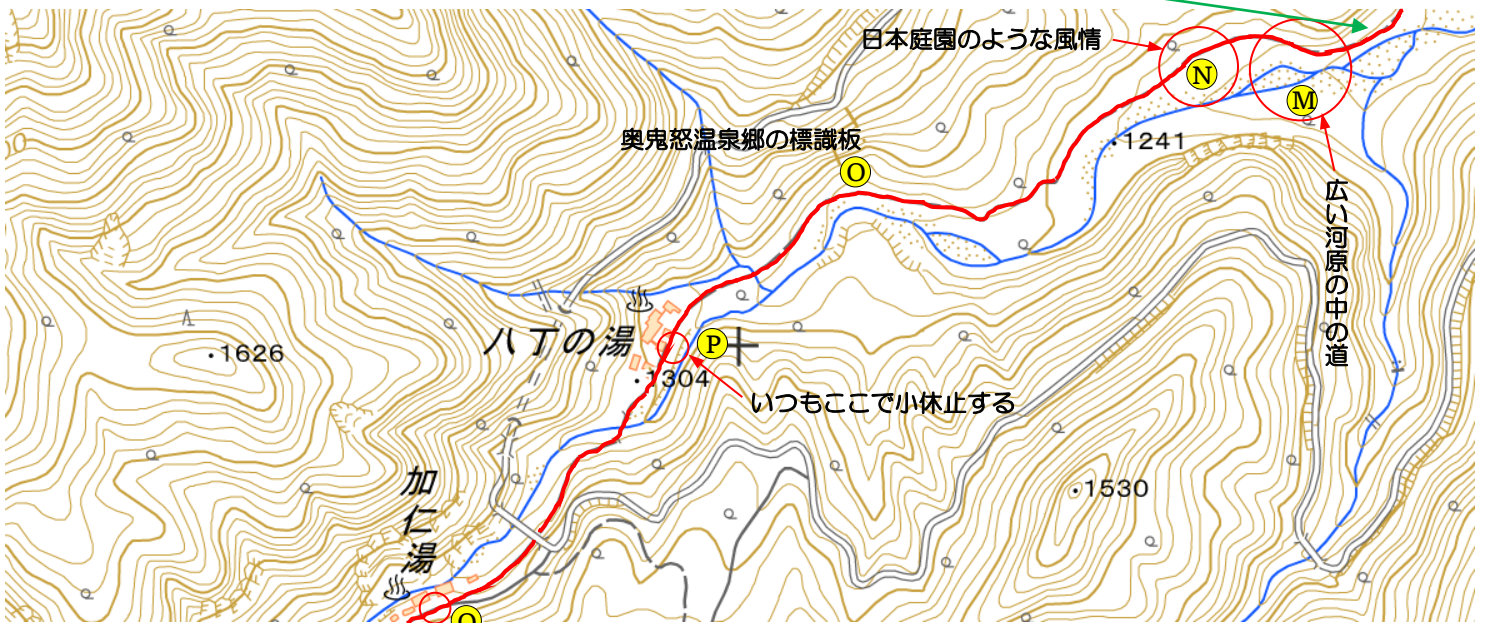 日本庭園のような風情
N
M
奥鬼怒温泉郷の標識板
O
1241
広い河原の中の道
八丁の湯
P
1626
1304
いつもここで小休止する
加仁湯
1530